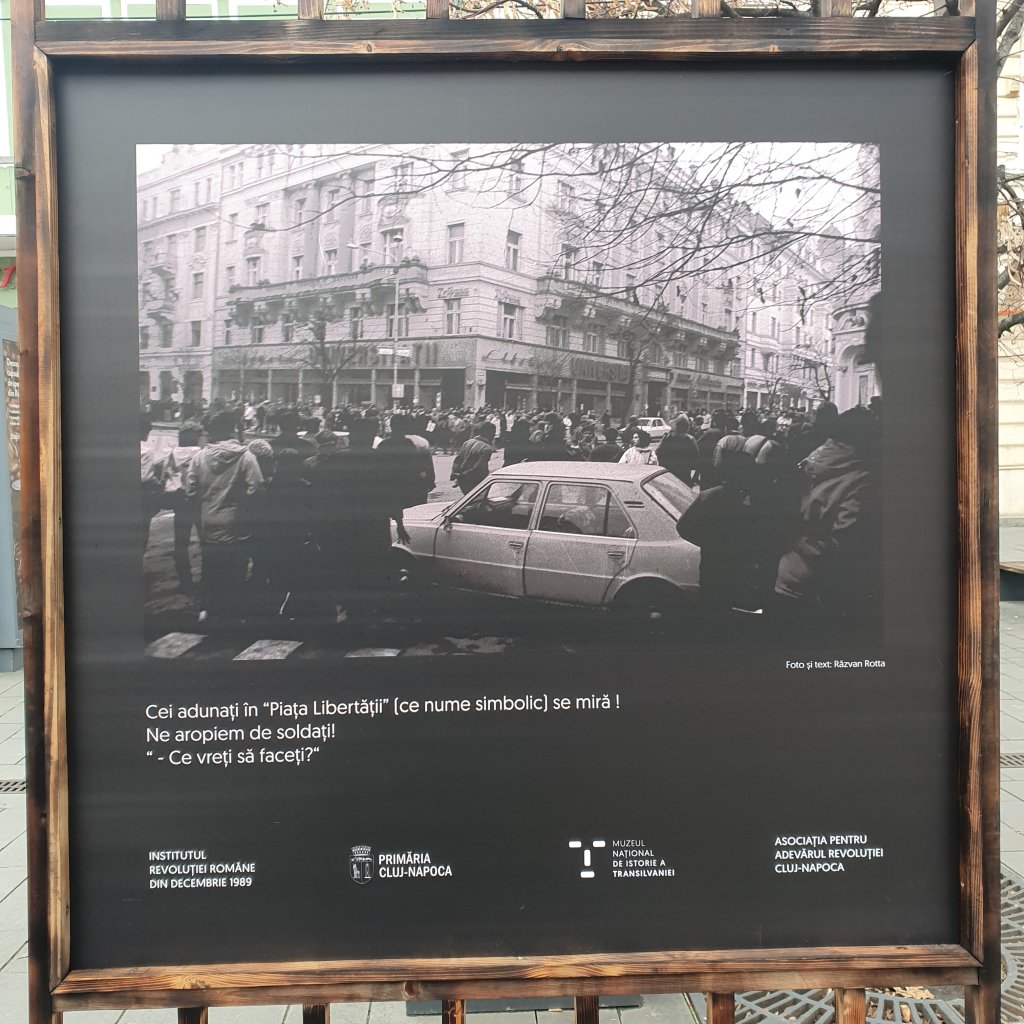 Foto și text: Răzvan Rotta
Cei adunați în “Piața Libertății” (ce nume simbolic) se miră !
Ne aropiem de soldați!
“ - Ce vreți să faceți?“
INSTITUTUL
REVOLUȚIEI ROMÂNE
DIN DECEMBRIE 1989
PRIMĂRIA
CLUJ-NAPOCA
MUZEUL
NAȚIONAL
DE ISTORIE A
TRANSILVANIEI
ASOCIAȚIA PENTRU
ADEVĂRUL REVOLUȚIEI
CLUJ-NAPOCA